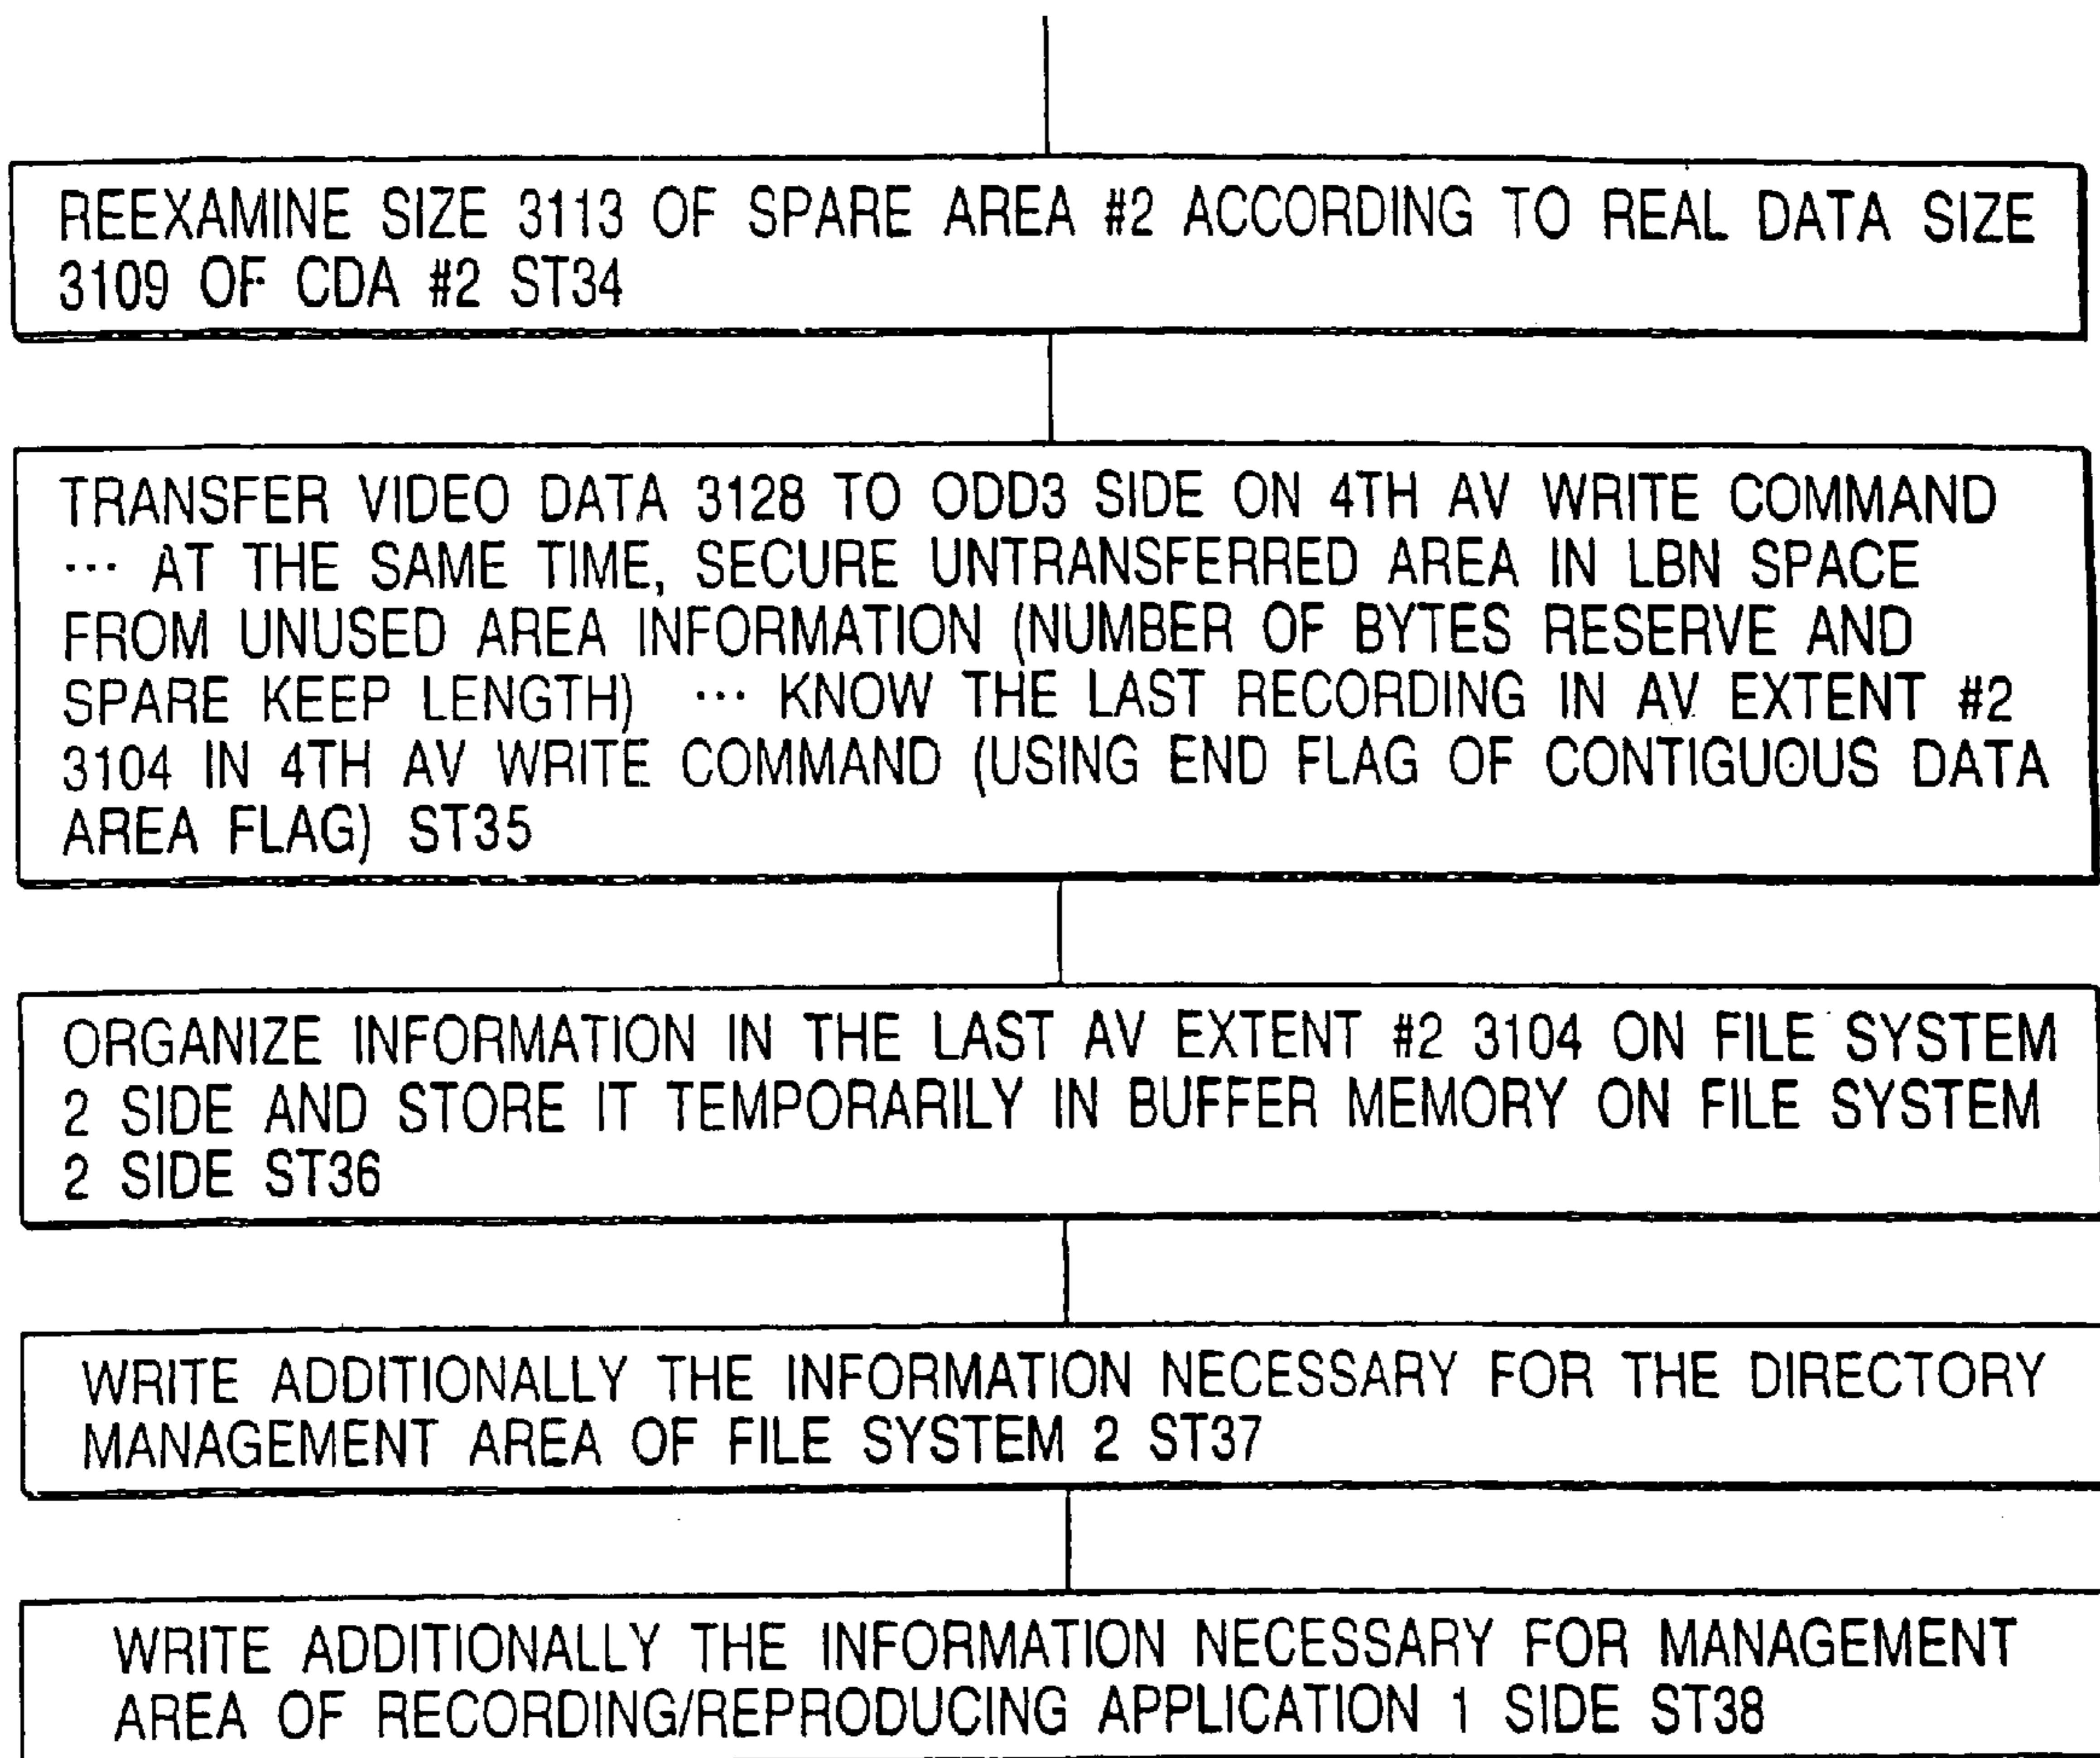 REEXAMINE SIZE 3113 OF SPARE AREA #2 ACCORDING TO REAL DATA SIZE
3109 OF CDA #2 ST34
TRANSFER VIDEO DATA 3128 TO ODD3 SIDE ON 4TH AV WRITE COMMAND
··· AT THE SAME TIME, SECURE UNTRANSFERRED AREA IN LBN SPACE
FROM UNUSED AREA INFORMATION (NUMBER OF BYTES RESERVE AND
SPARE KEEP LENGTH) ··· KNOW THE LAST RECORDING IN AV EXTENT #2
3104 IN 4TH AV WRITE COMMAND (USING END FLAG OF CONTIGUOUS DATA
AREA FLAG) ST35
ORGANIZE INFORMATION IN THE LAST AV EXTENT #2 3104 ON FILE SYSTEM
2 SIDE AND STORE IT TEMPORARILY IN BUFFER MEMORY ON FILE SYSTEM
2 SIDE ST36
WRITE ADDITIONALLY THE INFORMATION NECESSARY FOR THE DIRECTORY
MANAGEMENT AREA OF FILE SYSTEM 2 ST37
WRITE ADDITIONALLY THE INFORMATION NECESSARY FOR MANAGEMENT
AREA OF RECORDING/REPRODUCING APPLICATION 1 SIDE ST38